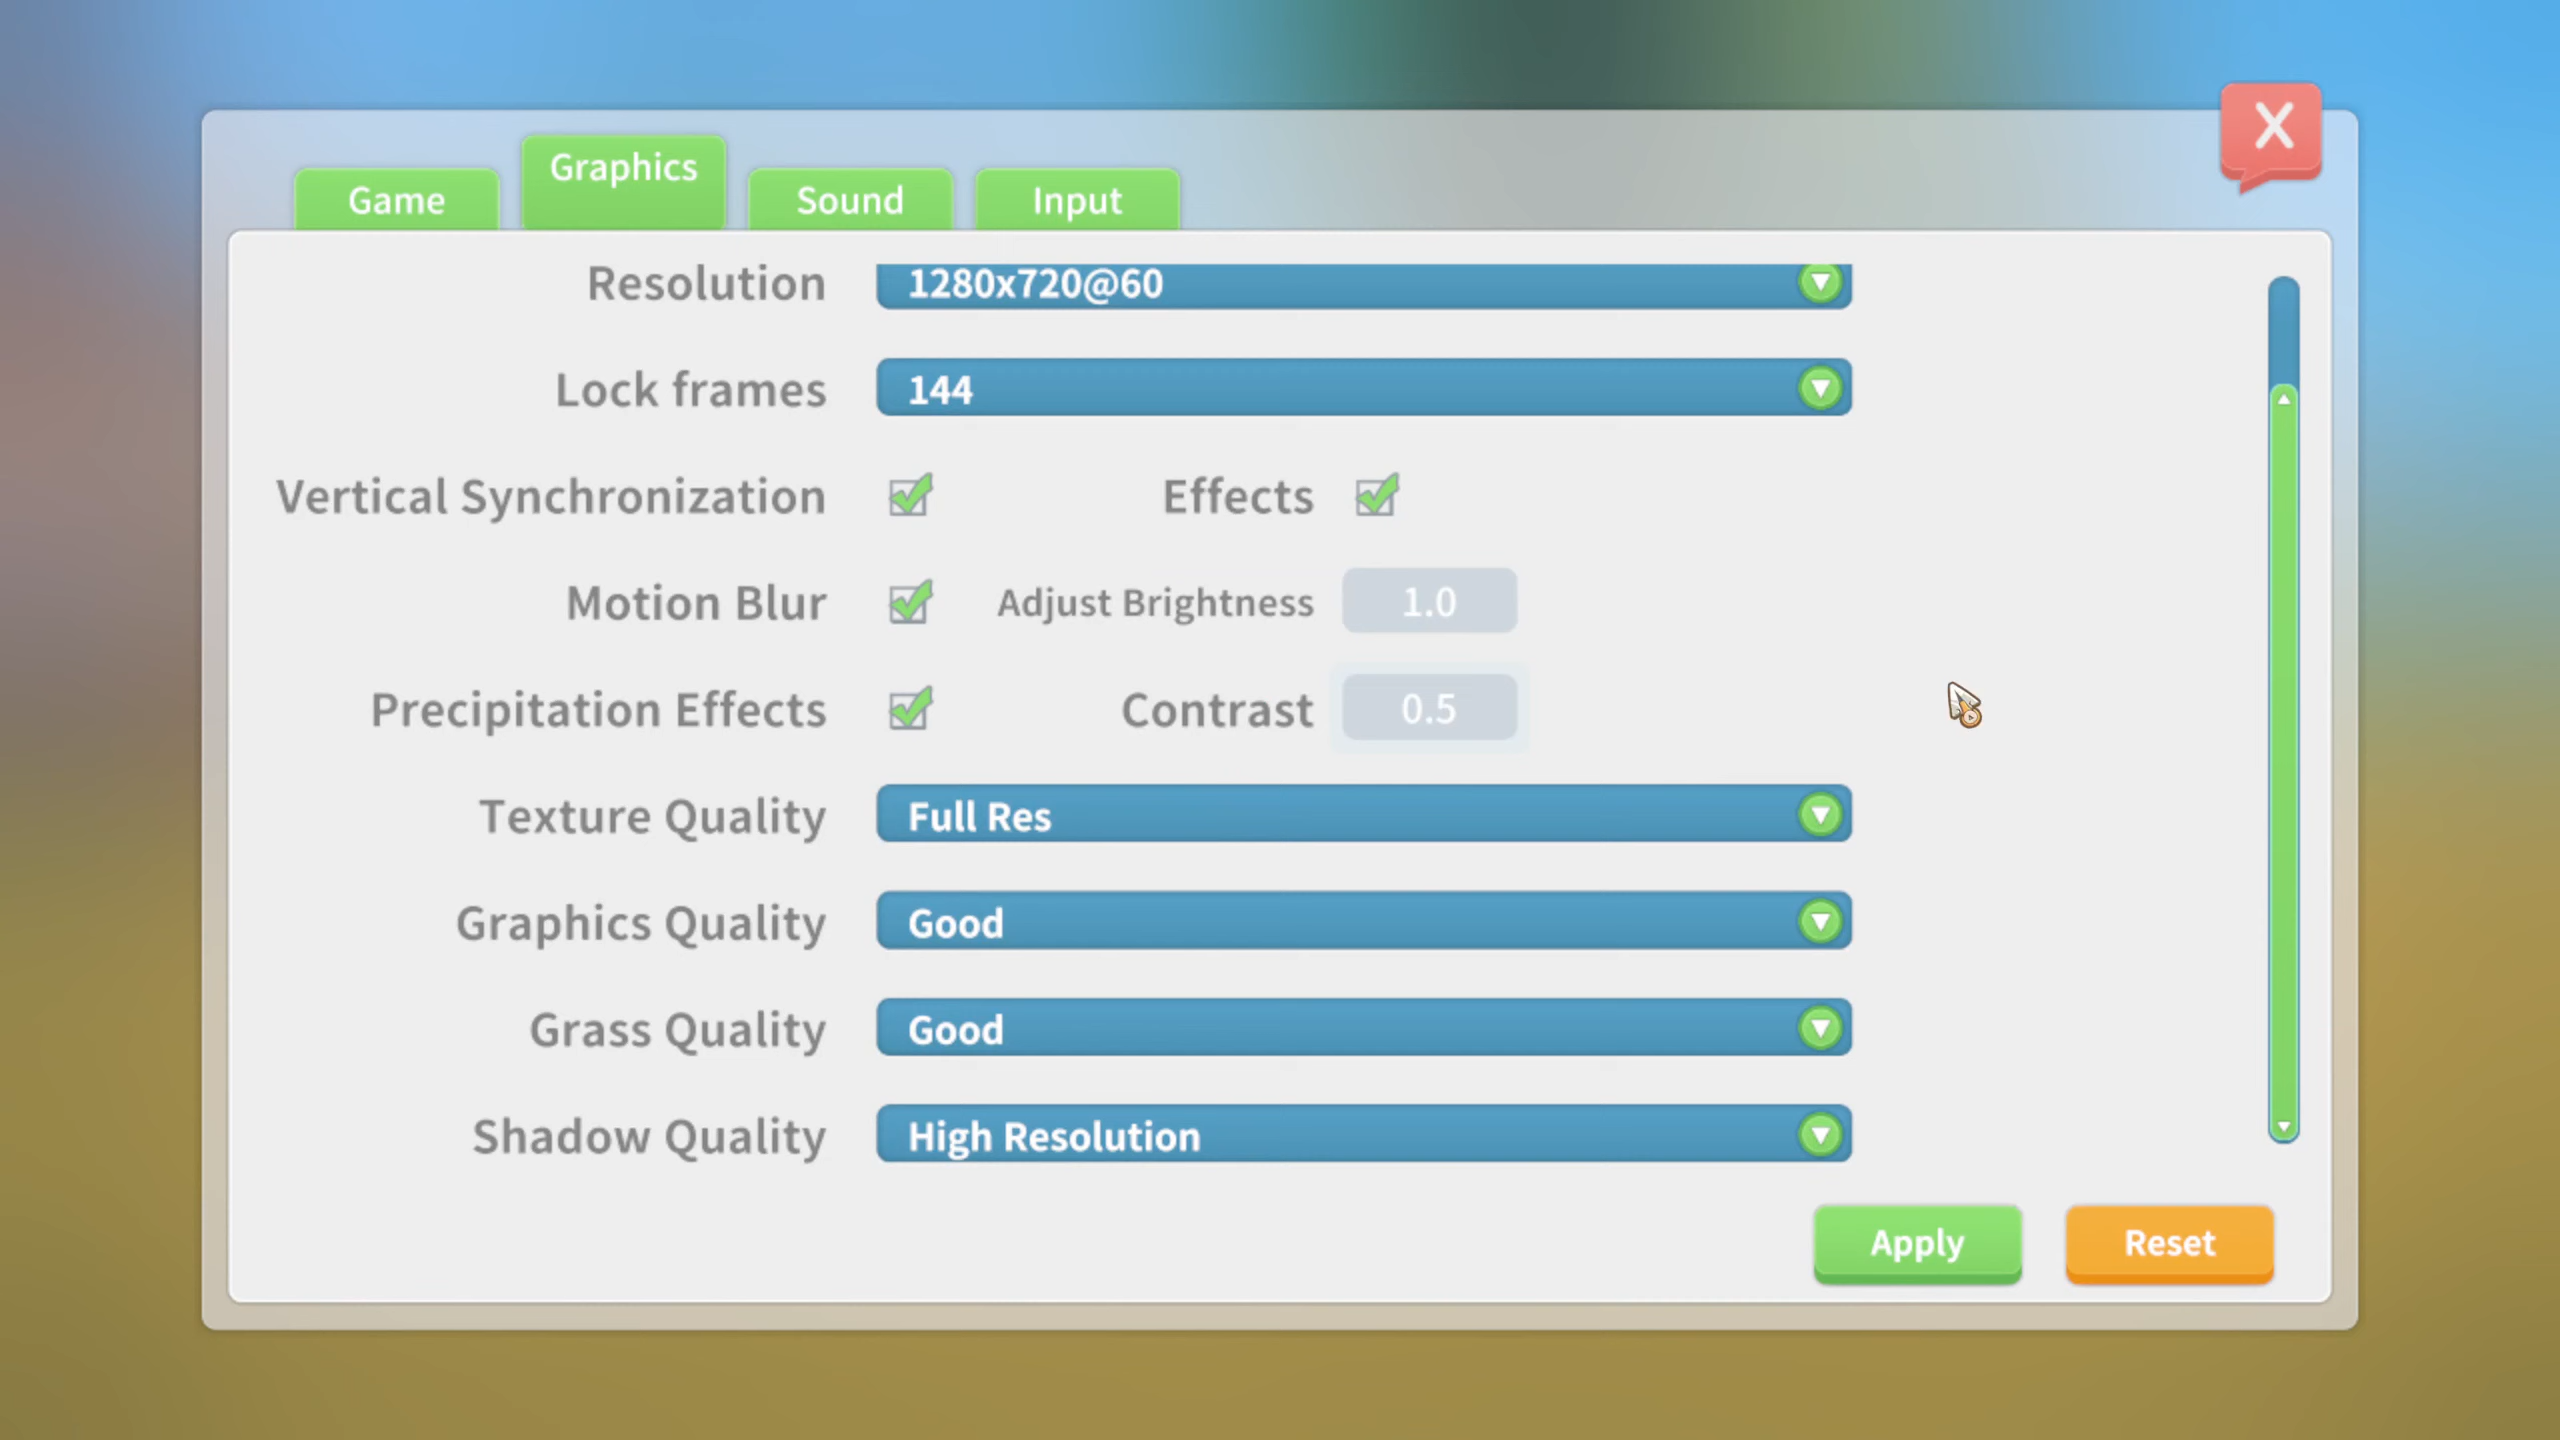 Game
Graphics
Sound
Input
X
Resolution 1280x720@60
Lock frames 144
Vertical Synchronization Effects
Motion Blur Adjust Brightness 1.0
Precipitation Effects Contrast 0.5
Texture Quality Full Res
Graphics Quality Good
Grass Quality Good
Shadow Quality High Resolution
Apply Reset